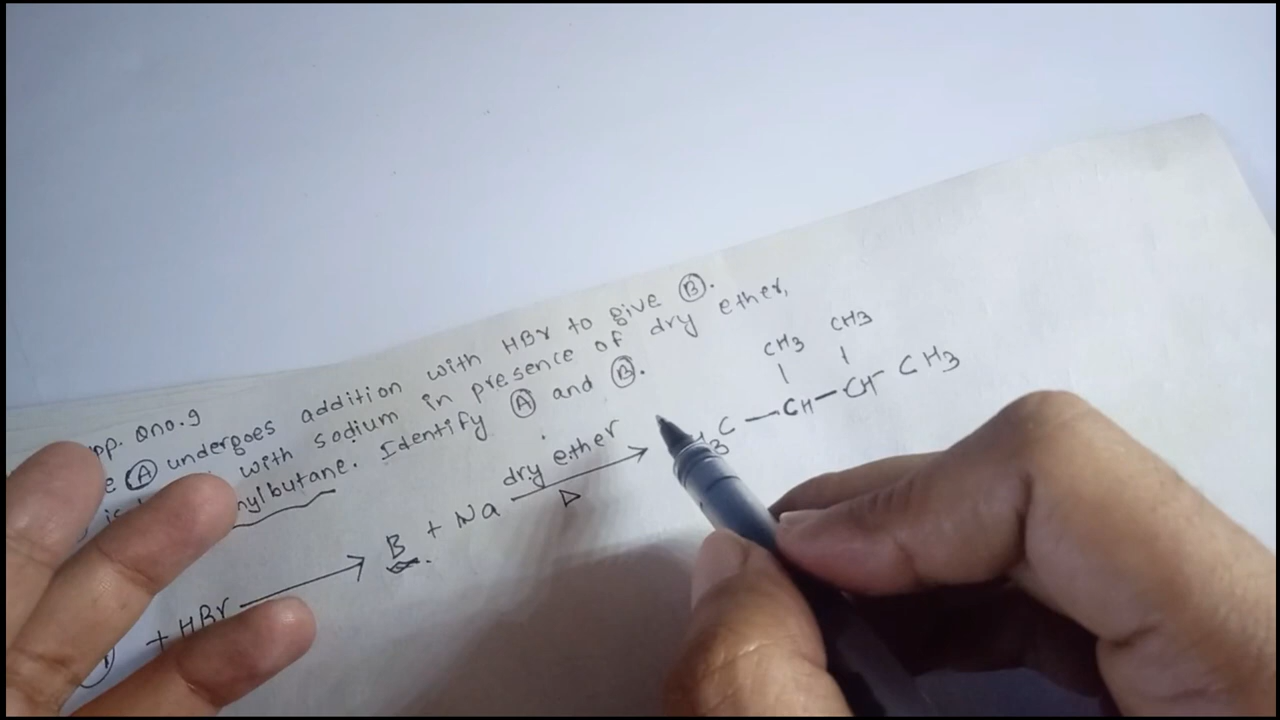 pp. Qno.9
e (A) undergoes addition with HBr to give (B).
with sodium in presence of dry ether,
nylbutane. Identify (A) and (B).
+ HBr → B + Na dry ether → Δ
CH3 CH3
H3C — CH — CH - CH3